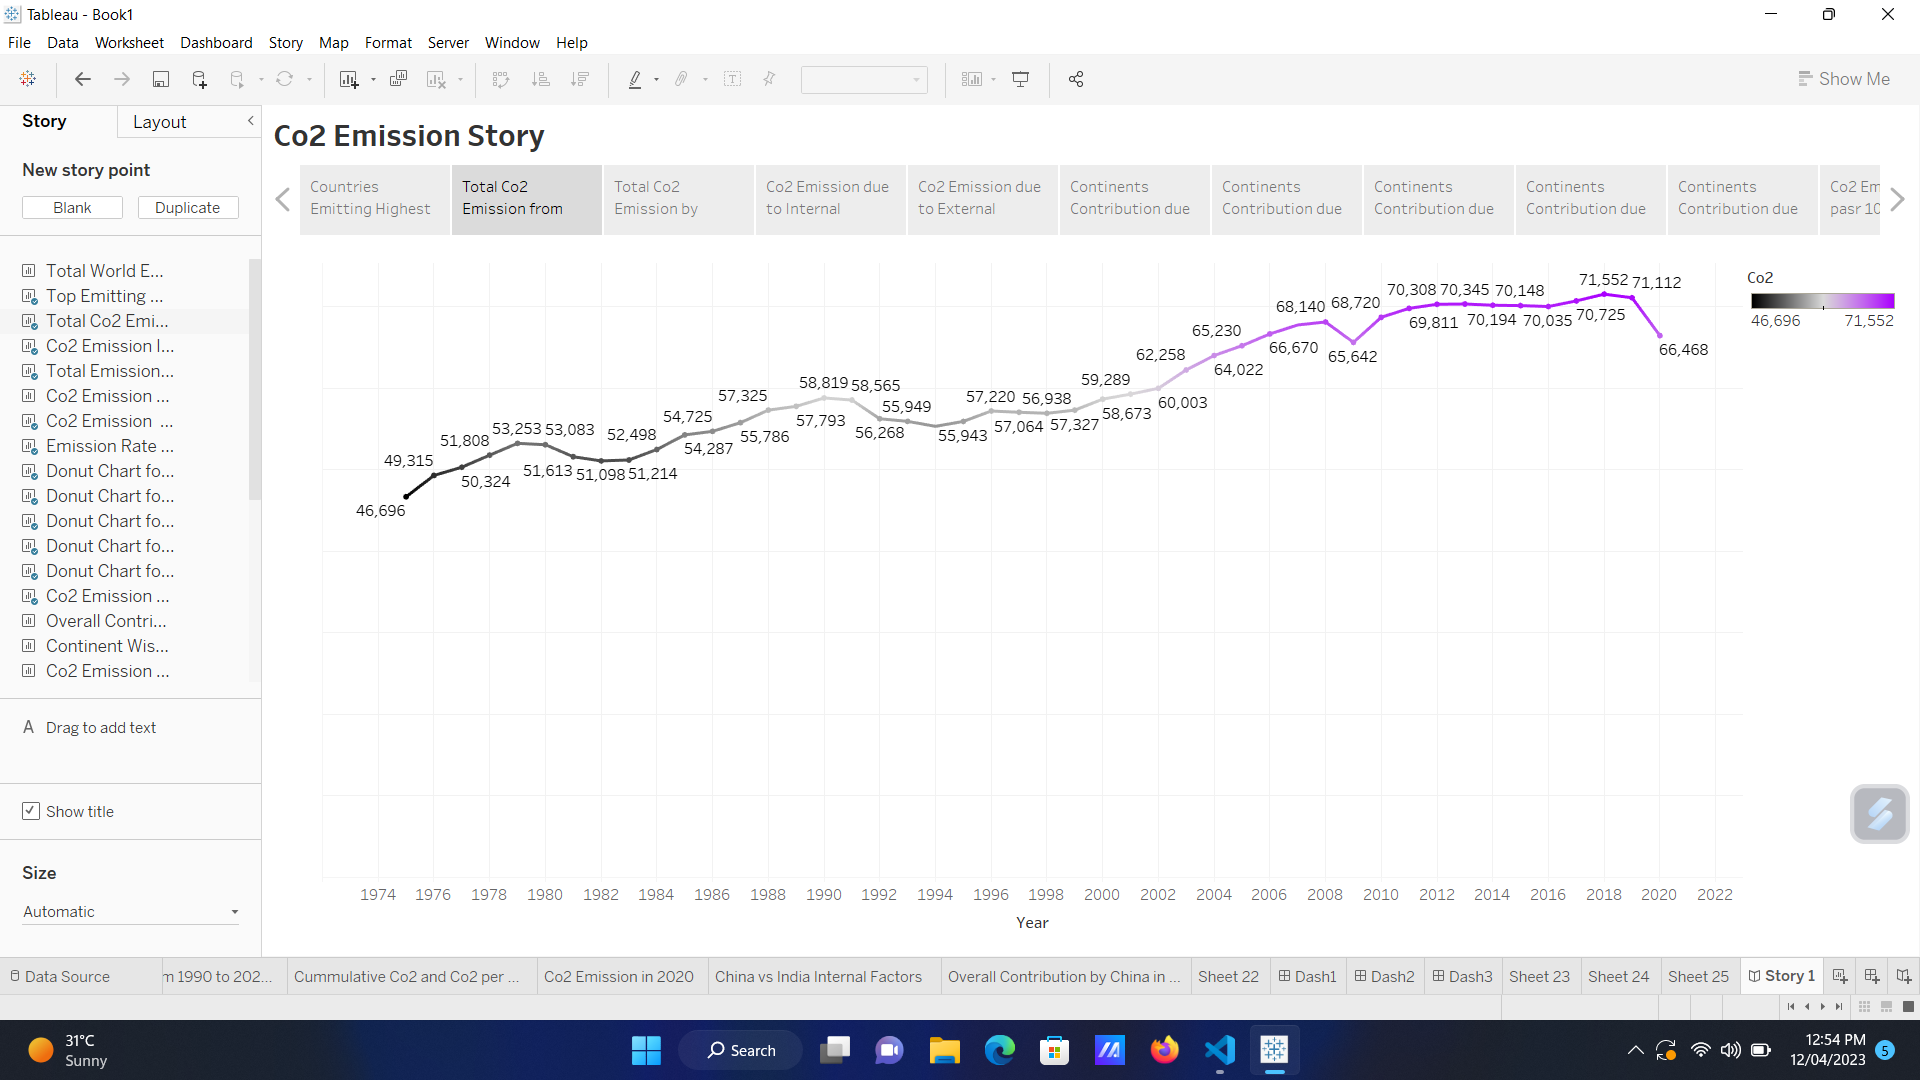 Tableau - Book1
File Data Worksheet Dashboard Story Map Format Server Window Help
Show Me
Story Layout
New story point
Blank Duplicate
Total World E...
Top Emitting ...
Total Co2 Emi...
Co2 Emission I...
Total Emission...
Co2 Emission ...
Co2 Emission ...
Emission Rate ...
Donut Chart fo...
Donut Chart fo...
Donut Chart fo...
Donut Chart fo...
Donut Chart fo...
Co2 Emission ...
Overall Contri...
Continent Wis...
Co2 Emission ...
A Drag to add text
Show title
Size
Automatic
Co2 Emission Story
Countries
Emitting Highest
Total Co2
Emission from
Total Co2
Emission by
Co2 Emission due
to Internal
Co2 Emission due
to External
Continents
Contribution due
Continents
Contribution due
Continents
Contribution due
Continents
Contribution due
Continents
Contribution due
Co2 Em
pasr 10
46,696
49,315
51,808
50,324
53,253
53,083
51,613
51,098
51,214
52,498
54,725
54,287
57,325
55,786
58,819
57,793
58,565
56,268
55,949
55,943
57,220
57,064
56,938
57,327
59,289
58,673
62,258
60,003
65,230
64,022
66,670
68,140
68,720
65,642
70,308
69,811
70,345
70,194
70,148
70,035
70,725
71,552
71,112
66,468
Co2
46,696 71,552
1974 1976 1978 1980 1982 1984 1986 1988 1990 1992 1994 1996 1998 2000 2002 2004 2006 2008 2010 2012 2014 2016 2018 2020 2022
Year
Data Source m 1990 to 202... Cummulative Co2 and Co2 per ... Co2 Emission in 2020 China vs India Internal Factors Overall Contribution by China in ... Sheet 22 Dash1 Dash2 Dash3 Sheet 23 Sheet 24 Sheet 25 Story 1
31°C
Sunny
Search
12:54 PM
12/04/2023
5